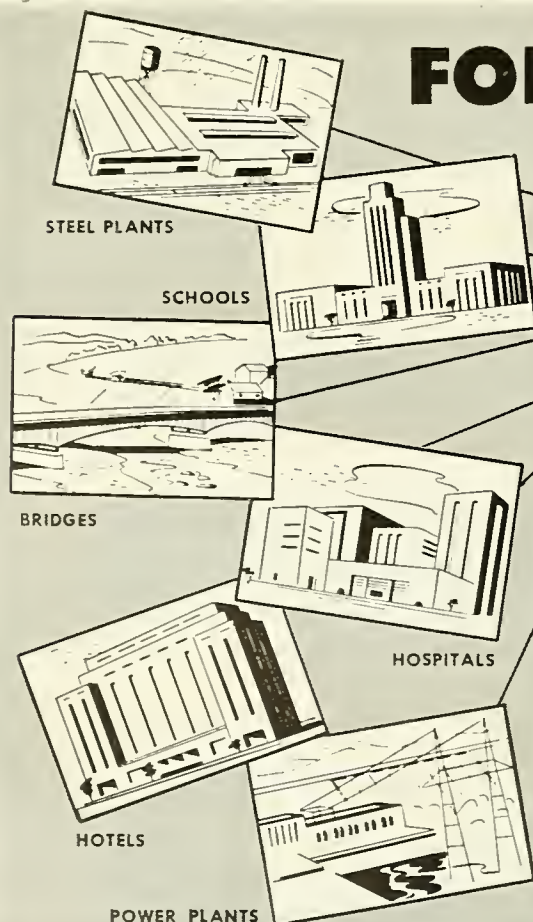 FO
STEEL PLANTS
SCHOOLS
BRIDGES
HOSPITALS
HOTELS
POWER PLANTS